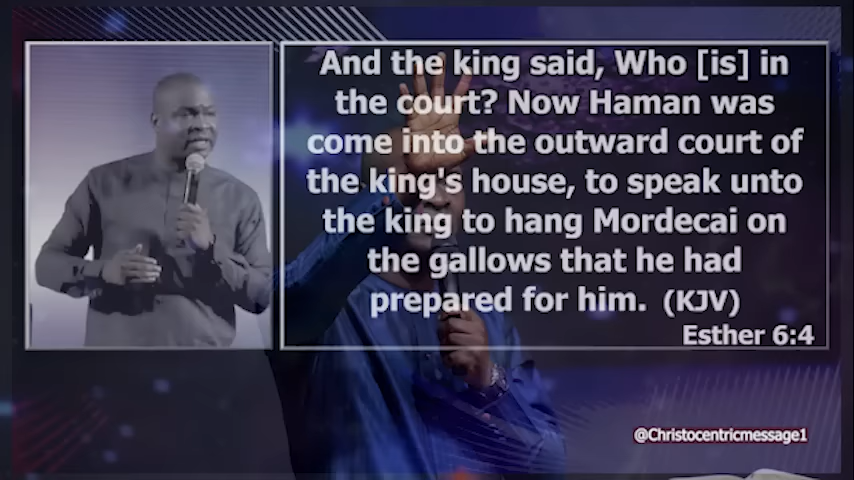 And the king said, Who [is] in
the court? Now Haman was
come into the outward court of
the king's house, to speak unto
the king to hang Mordecai on
the gallows that he had
prepared for him. (KJV)
Esther 6:4
@Christocentricmessage1